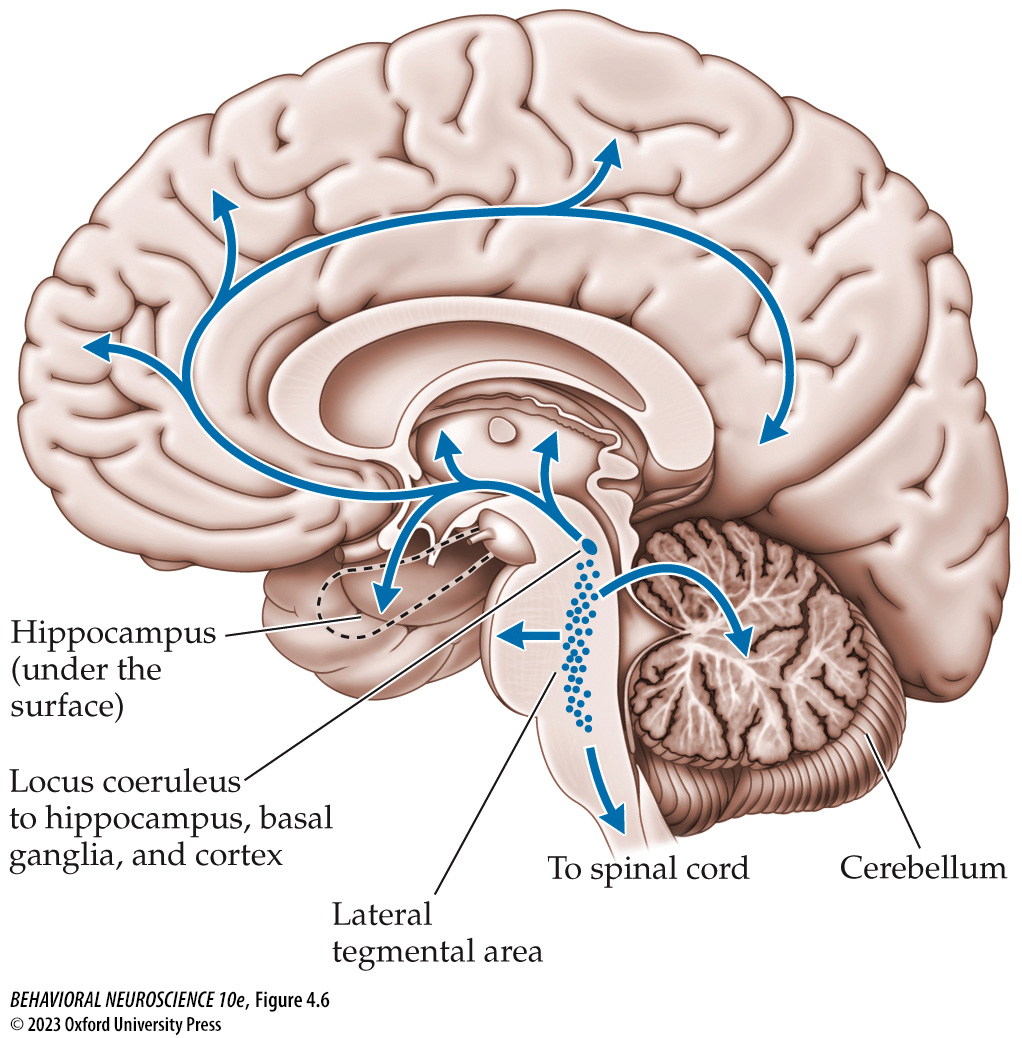 Hippocampus
(under the
surface)
Locus coeruleus
to hippocampus, basal
ganglia, and cortex
Lateral
tegmental area
To spinal cord
Cerebellum
BEHAVIORAL NEUROSCIENCE 10e, Figure 4.6
© 2023 Oxford University Press